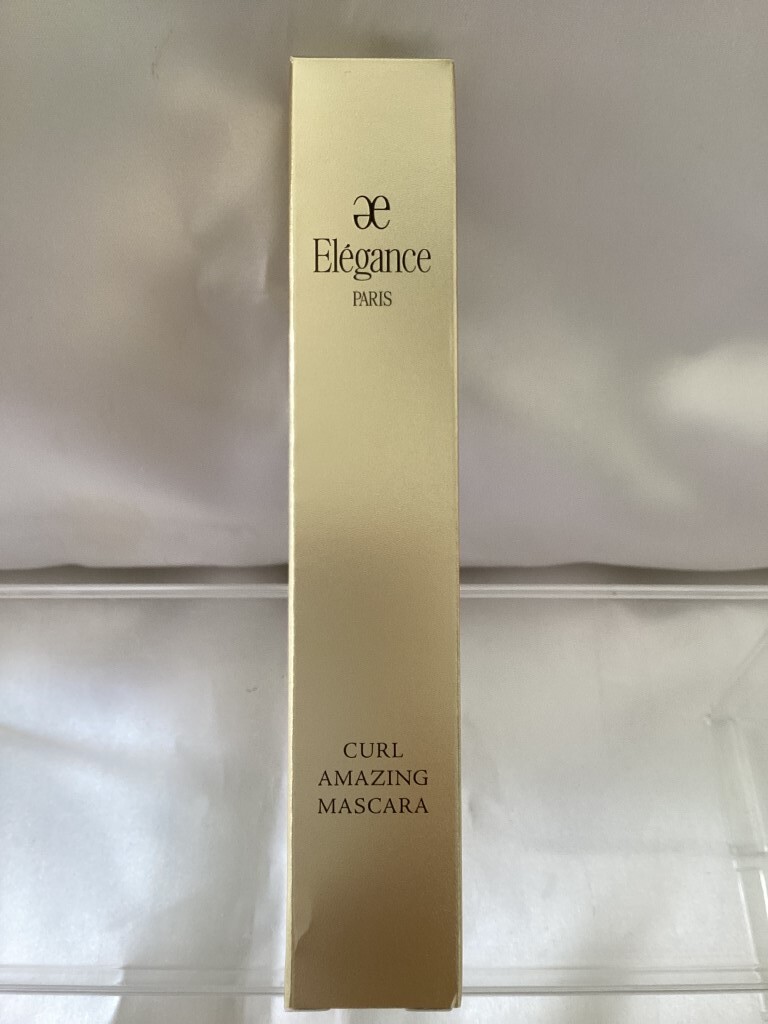 æ
Elégance
PARIS
CURL
AMAZING
MASCARA